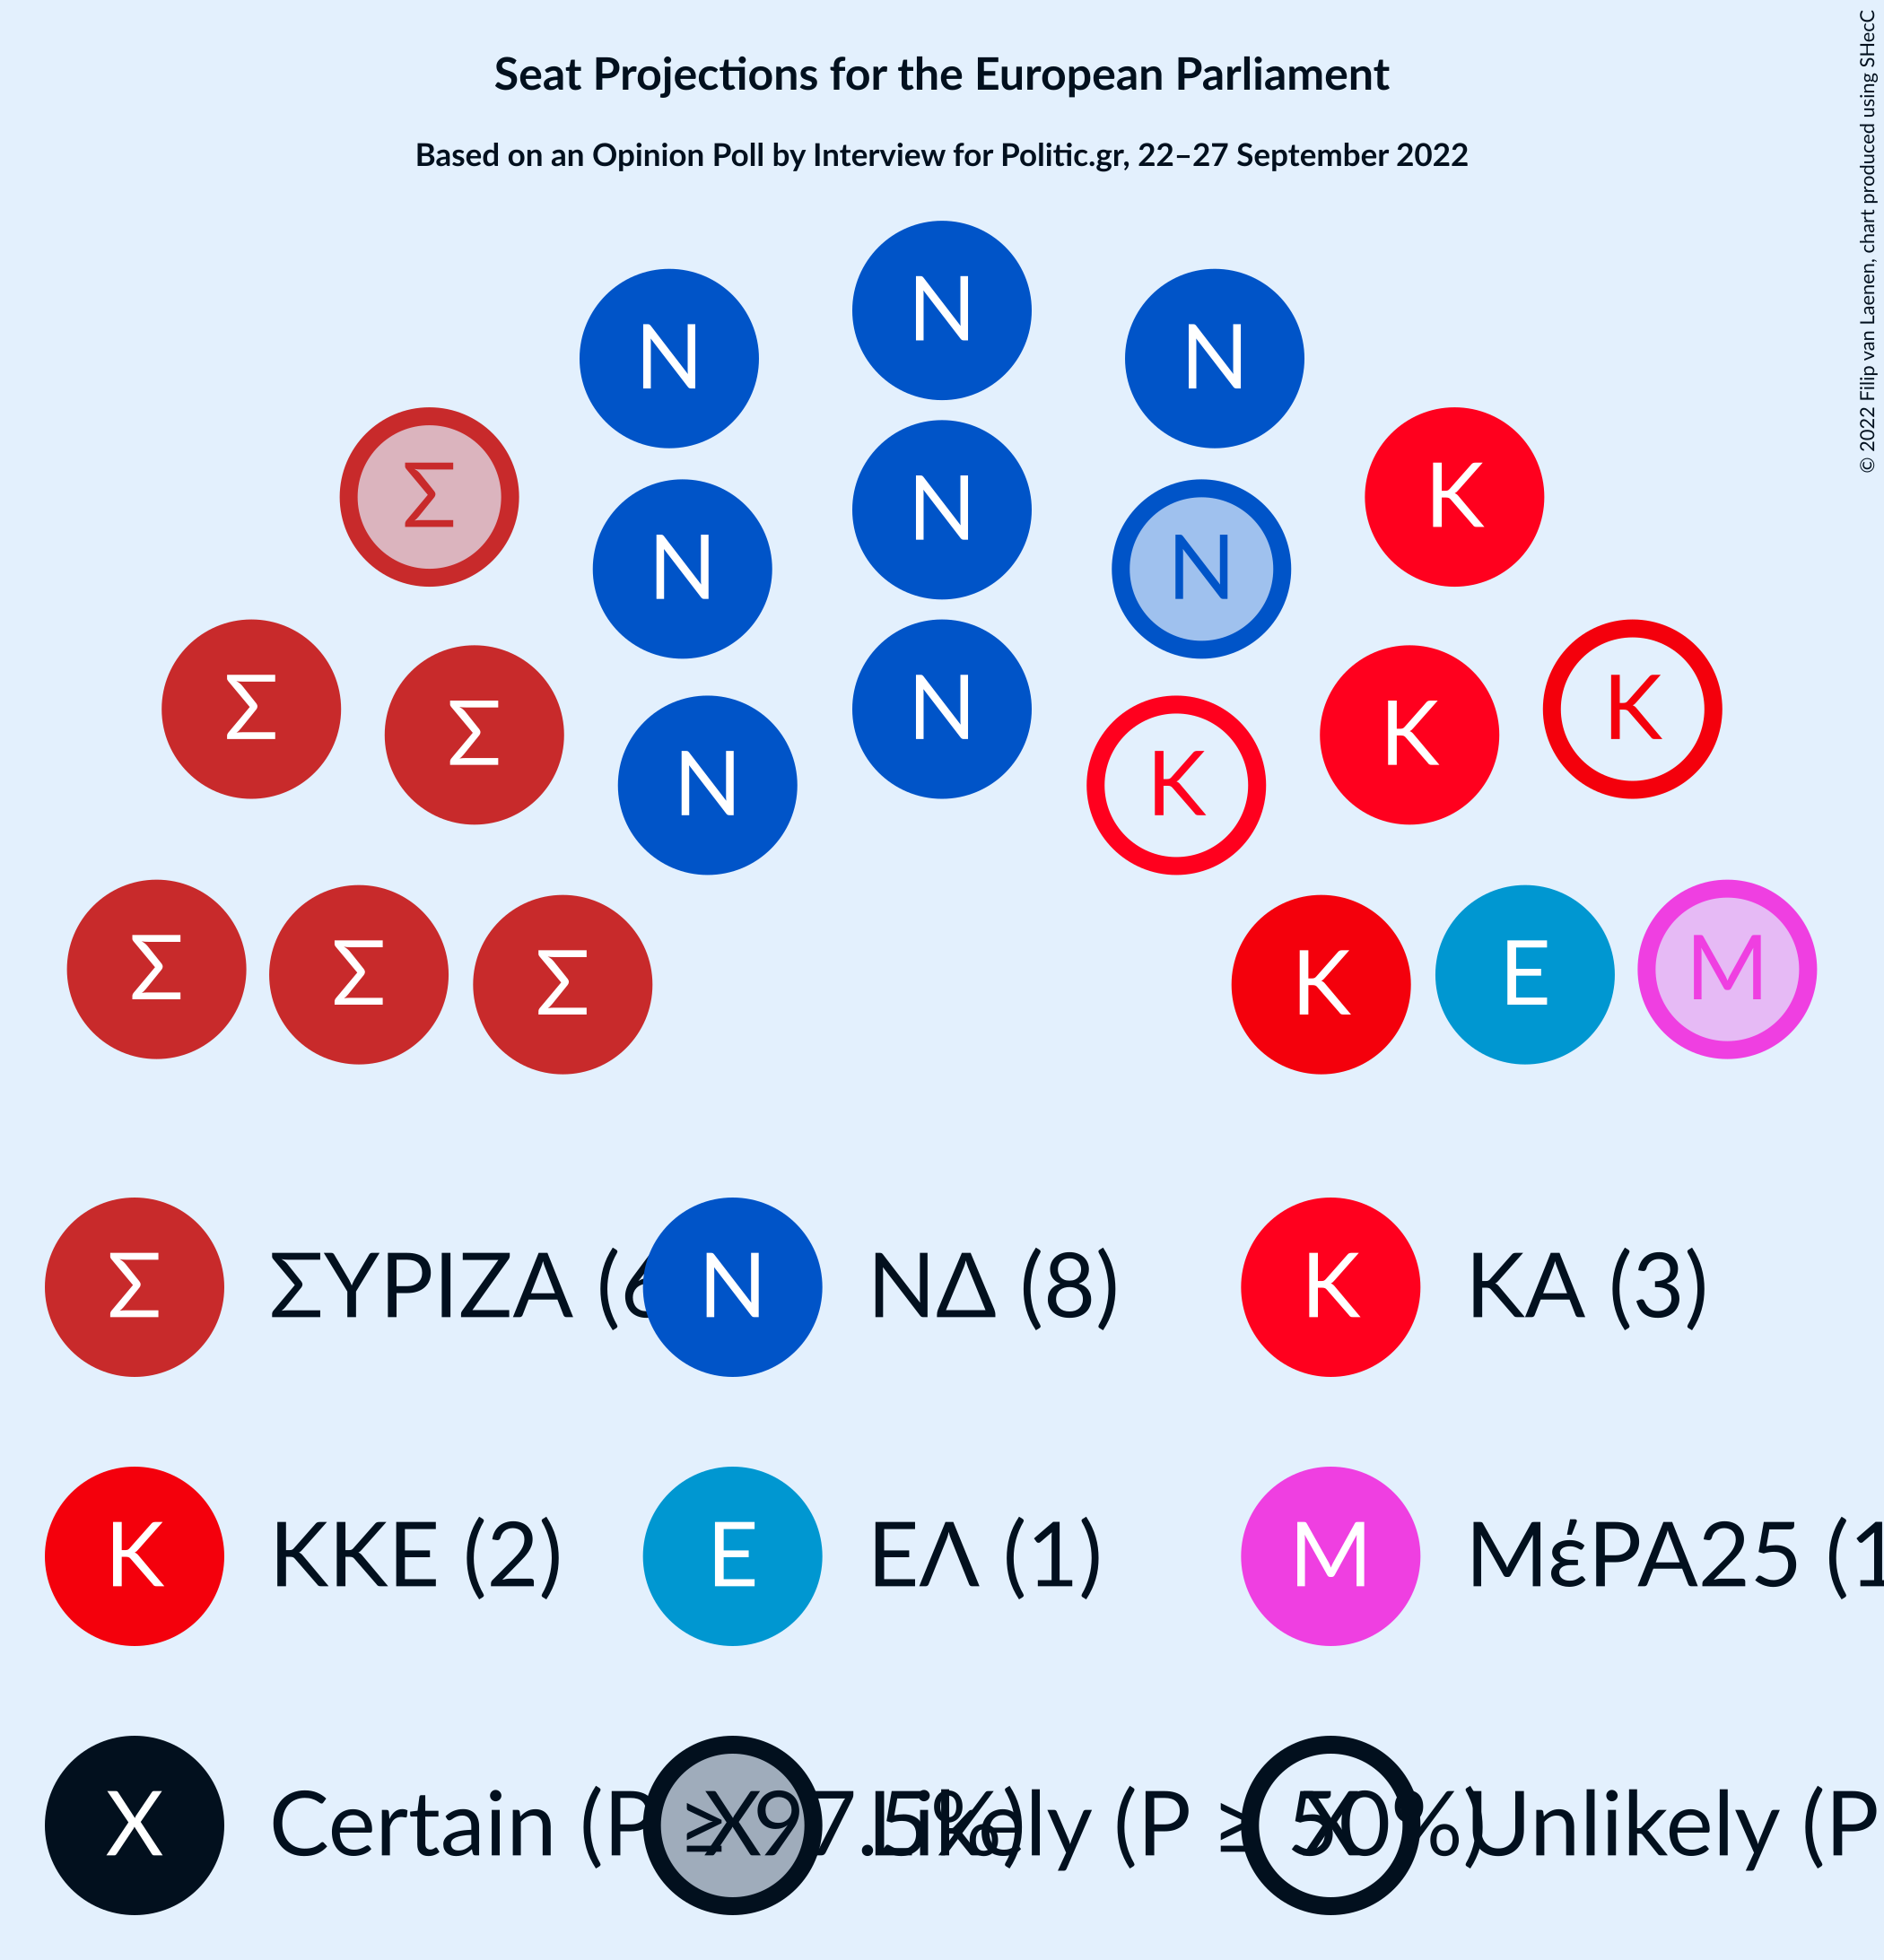 Seat Projections for the European Parliament
Based on an Opinion Poll by Interview for Politic.gr, 22–27 September 2022
© 2022 Filip van Laenen, chart produced using SHecC
N
N N
Σ N K
N N
Σ K
Σ N N K K
N K
Σ Σ Σ K E M
Σ ΣΥΡΙΖΑ (6 N ΝΔ (8) K ΚΑ (3)
K ΚΚΕ (2) E ΕΛ (1) M ΜέΡΑ25 (1
X Certain (P ≥ 97.5%) X Likely (P ≥ 50%) X Unlikely (P